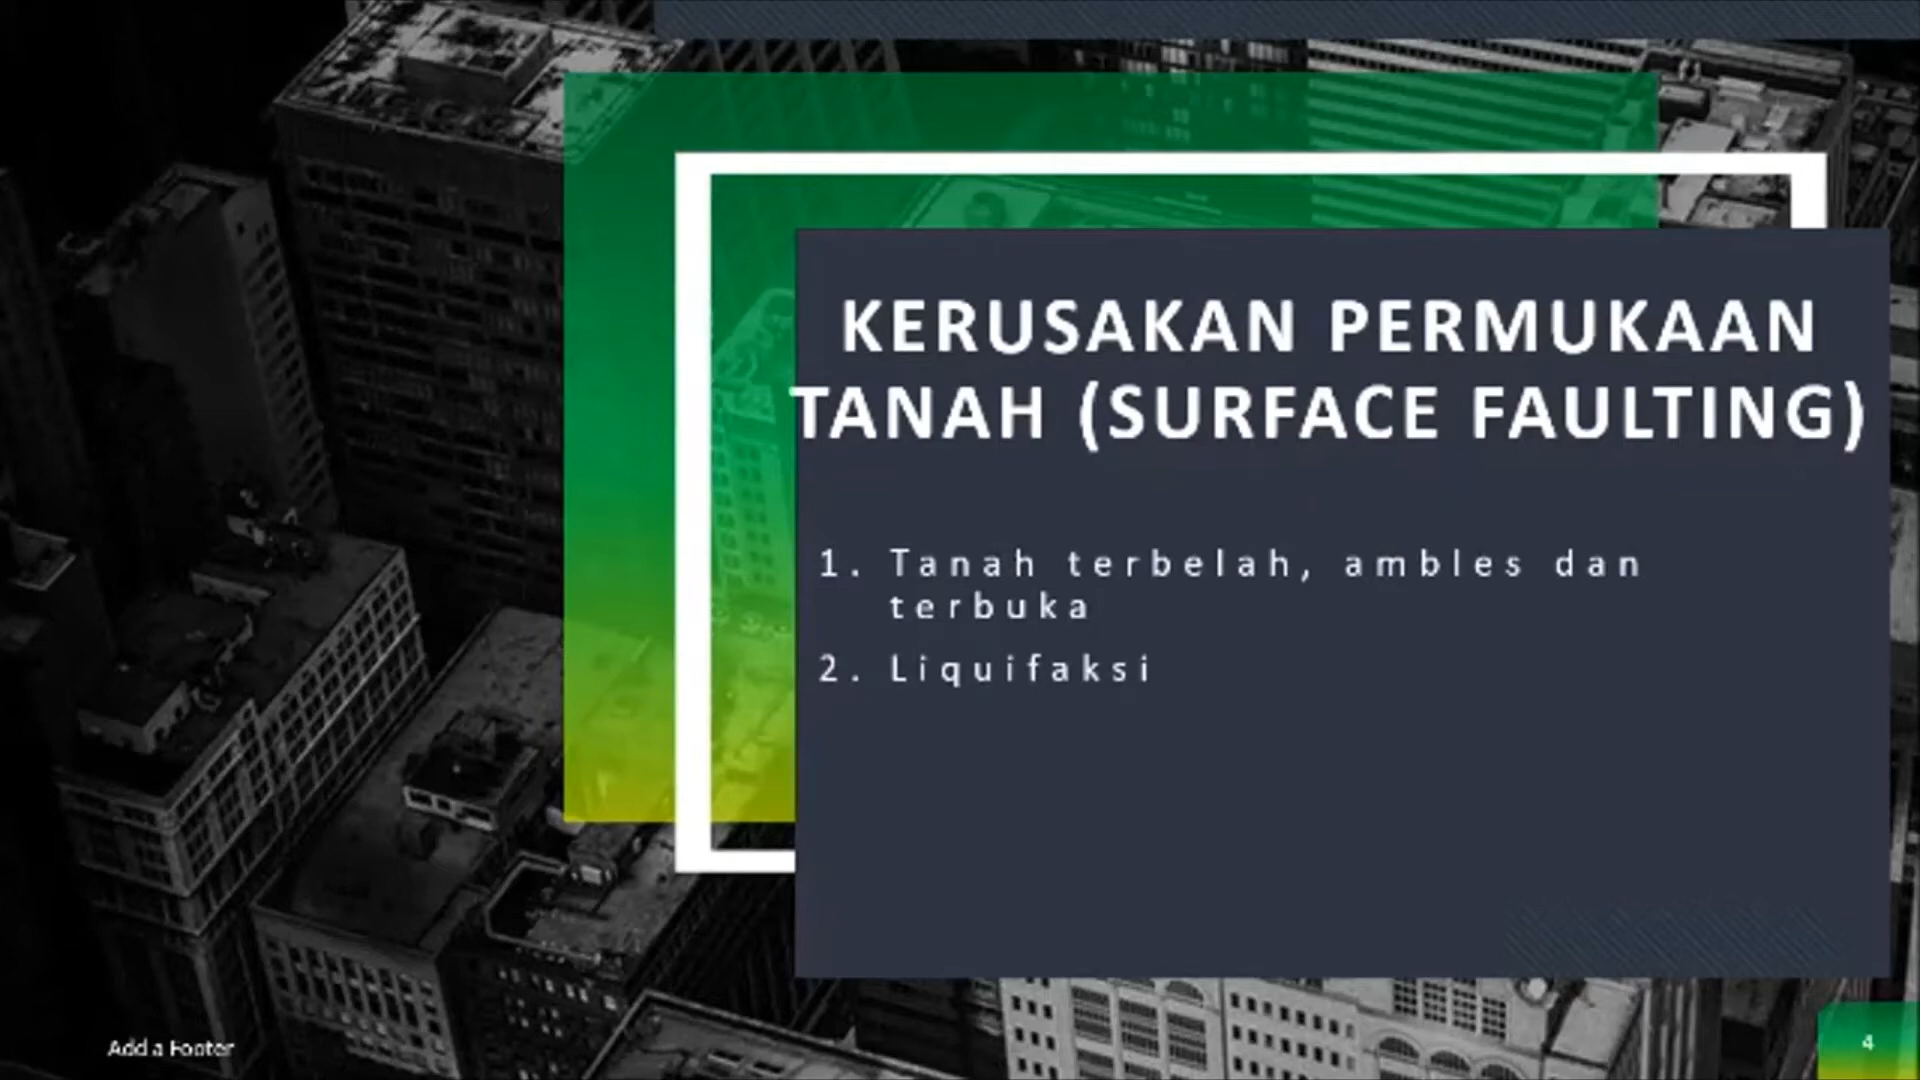 KERUSAKAN PERMUKAAN
TANAH (SURFACE FAULTING)
1. Tanah terbelah, ambles dan
terbuka
2. Liquifaksi
Add a Footer
4